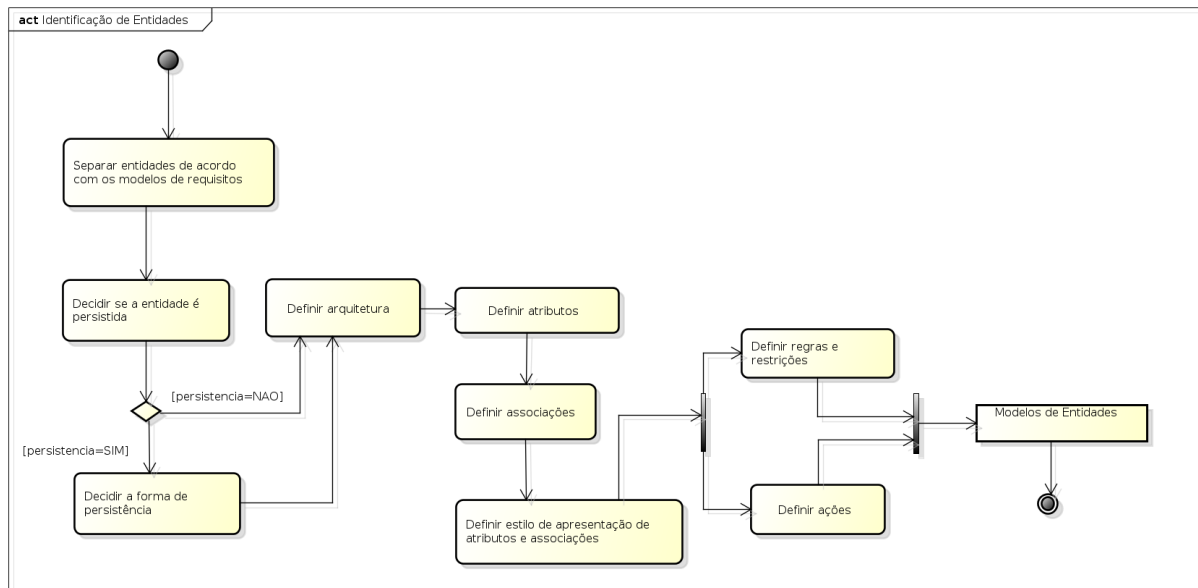 act Identificação de Entidades
Separar entidades de acordo
com os modelos de requisitos
Decidir se a entidade é
persistida
[persistencia=NAO]
[persistencia=SIM]
Decidir a forma de
persistência
Definir arquitetura
Definir atributos
Definir associações
Definir estilo de apresentação de
atributos e associações
Definir regras e
restrições
Definir ações
Modelos de Entidades